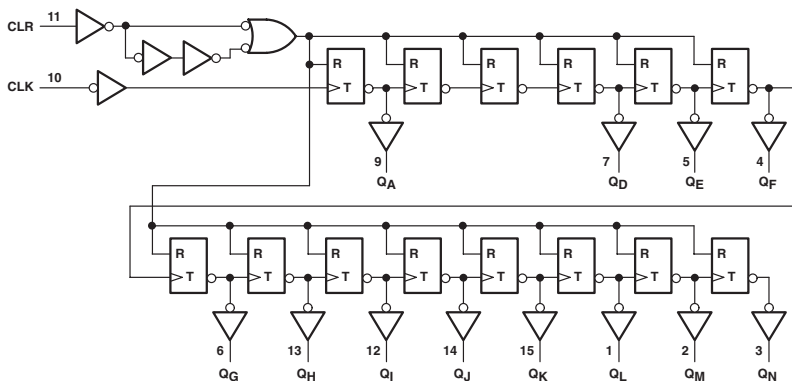 CLR 11
R R R R R R
CLK 10
T T T T T T
9 7 5 4
QA QD QE QF
R R R R R R R R
T T T T T T T T
6 13 12 14 15 1 2 3
QG QH QI QJ QK QL QM QN